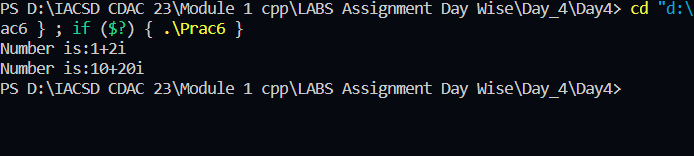 PS D:\IACSD CDAC 23\Module 1 cpp\LABS Assignment Day Wise\Day_4\Day4> cd "d:\
ac6 } ; if ($?) { .\Prac6 }
Number is:1+2i
Number is:10+20i
PS D:\IACSD CDAC 23\Module 1 cpp\LABS Assignment Day Wise\Day_4\Day4>